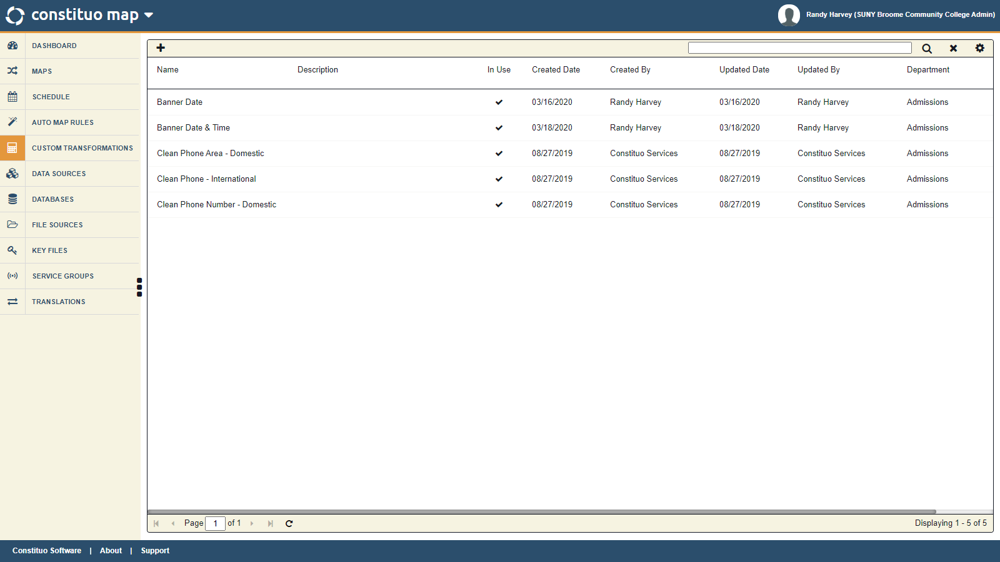 constituo map
Randy Harvey (SUNY Broome Community College Admin)
DASHBOARD
MAPS
SCHEDULE
AUTO MAP RULES
CUSTOM TRANSFORMATIONS
DATA SOURCES
DATABASES
FILE SOURCES
KEY FILES
SERVICE GROUPS
TRANSLATIONS
Name Description In Use Created Date Created By Updated Date Updated By Department
Banner Date 03/16/2020 Randy Harvey 03/16/2020 Randy Harvey Admissions
Banner Date & Time 03/18/2020 Randy Harvey 03/18/2020 Randy Harvey Admissions
Clean Phone Area - Domestic 08/27/2019 Constituo Services 08/27/2019 Constituo Services Admissions
Clean Phone - International 08/27/2019 Constituo Services 08/27/2019 Constituo Services Admissions
Clean Phone Number - Domestic 08/27/2019 Constituo Services 08/27/2019 Constituo Services Admissions
Page 1 of 1 Displaying 1 - 5 of 5
Constituo Software | About | Support